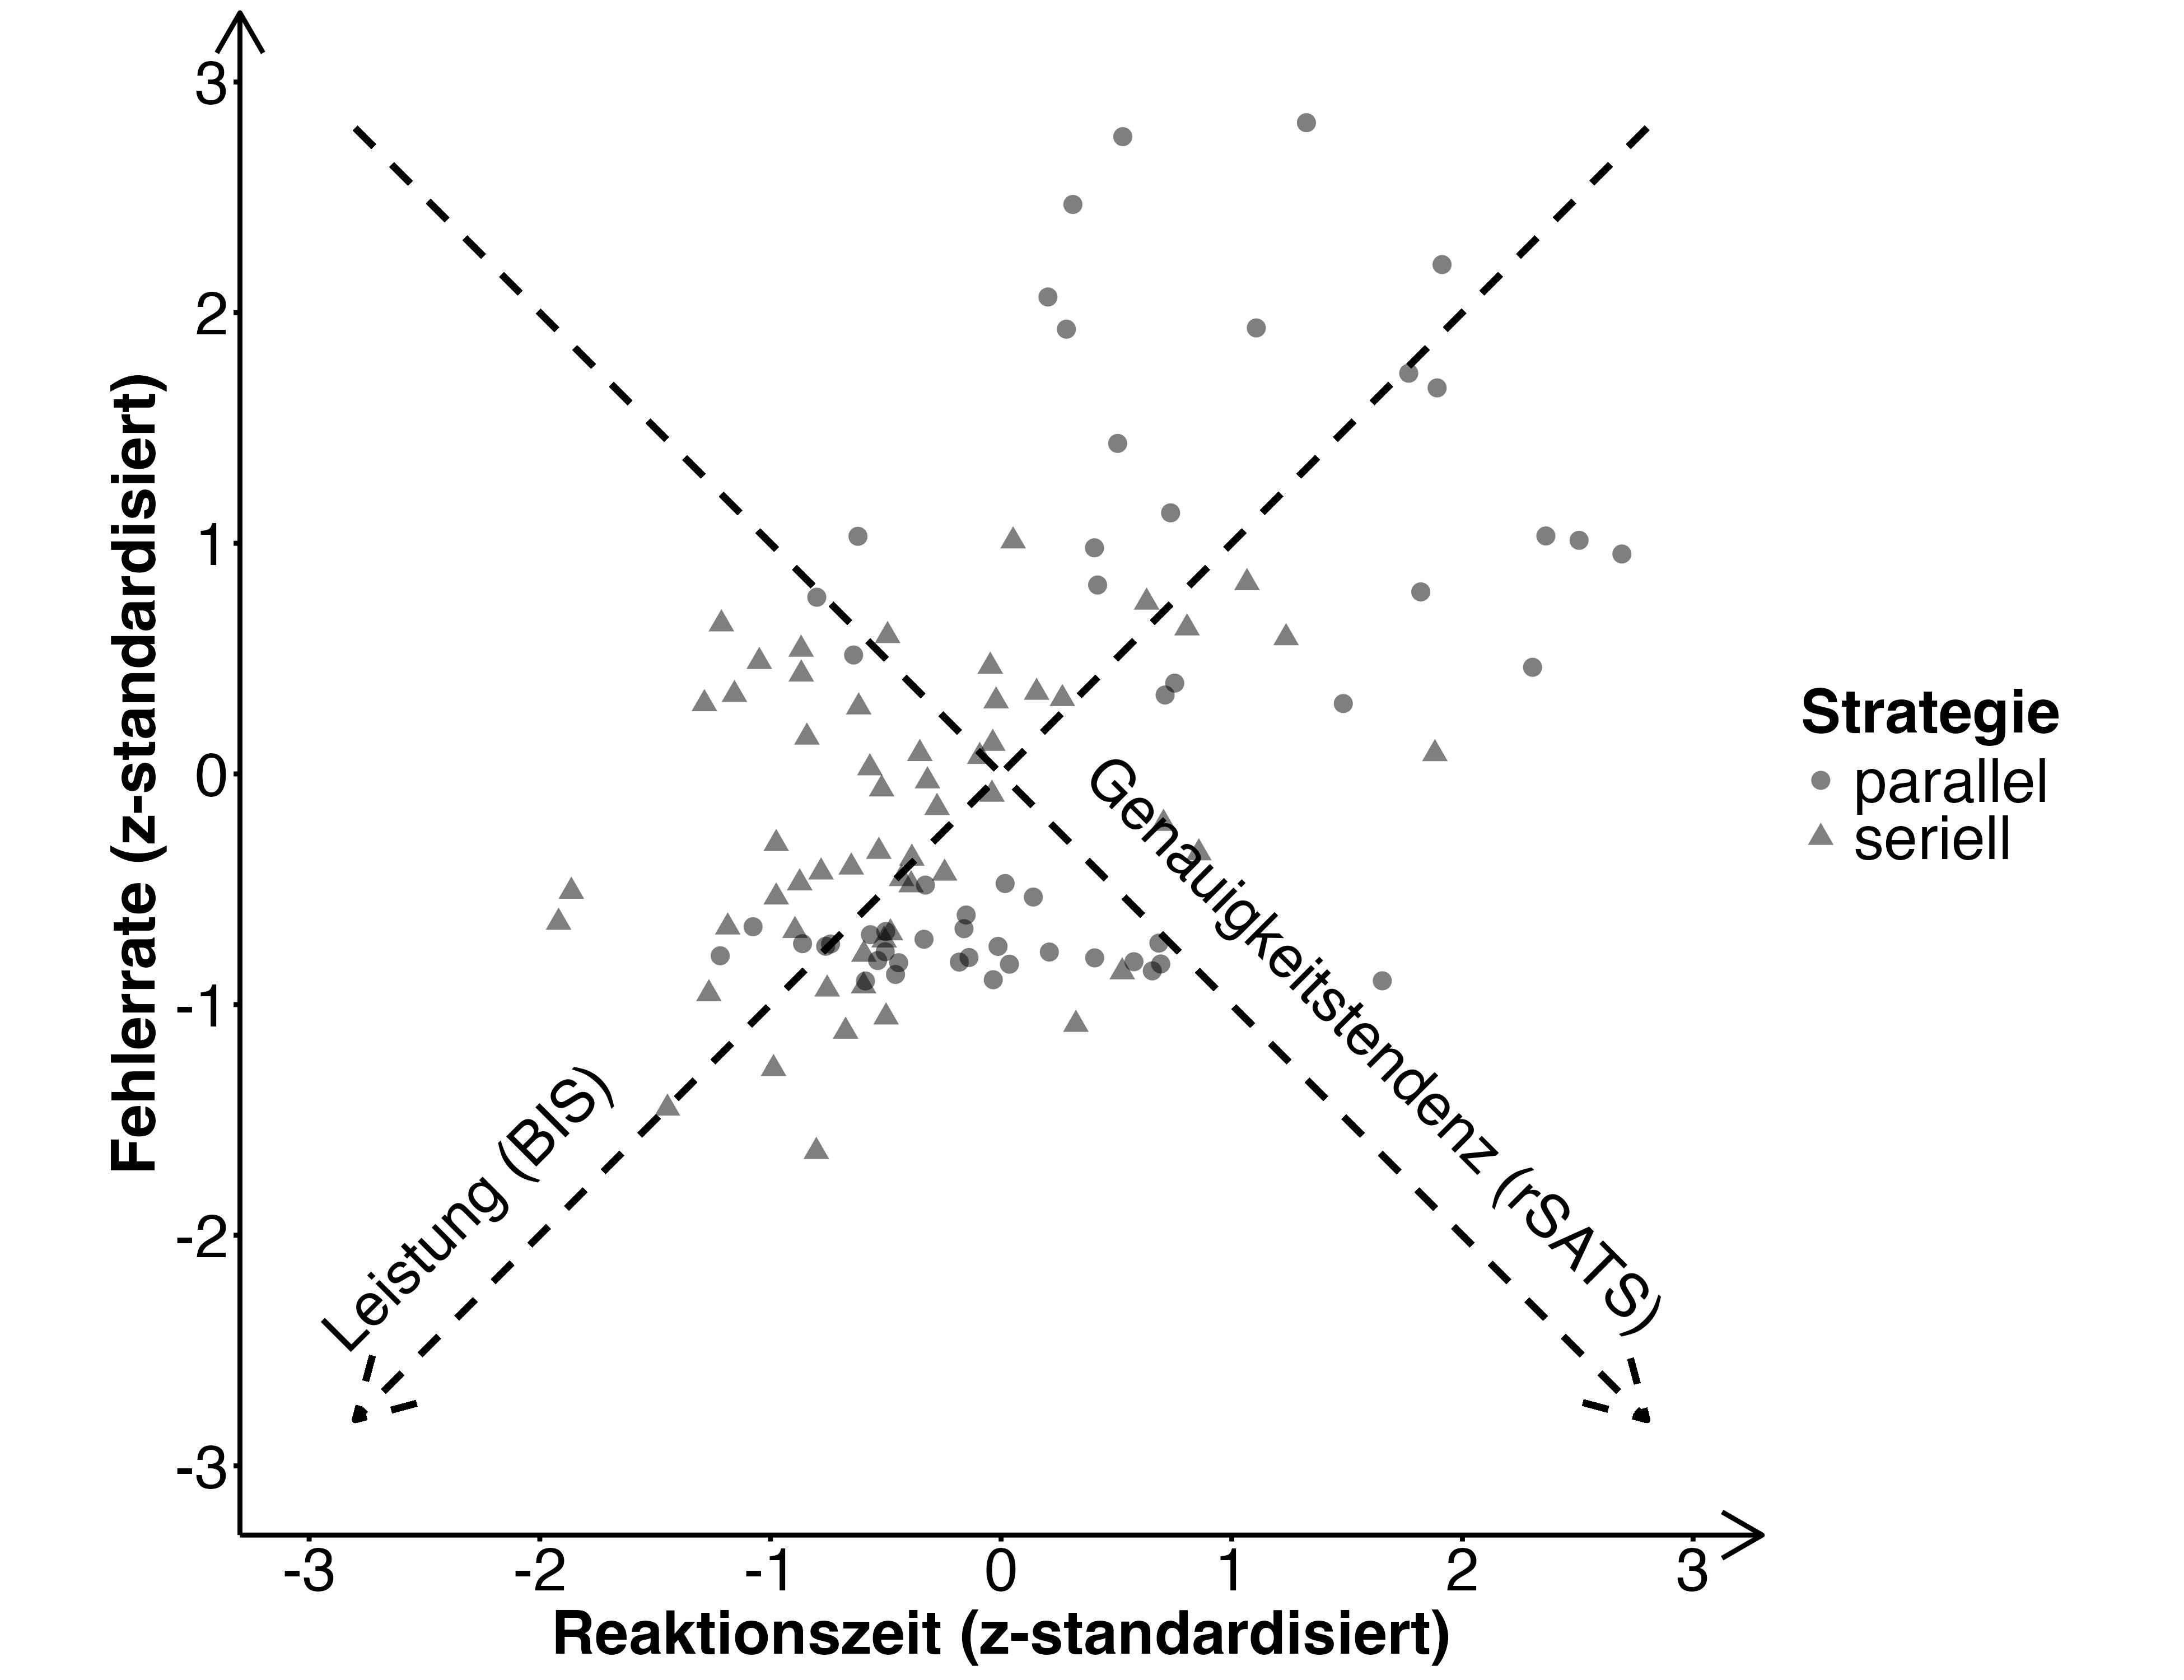 3
2
1
0
-1
-2
-3
Fehlerrate (z-standardisiert)
-3
-2
-1
0
1
2
3
Reaktionszeit (z-standardisiert)
Leistung (BIS)
Genauigkeitstendenz (rSATS)
Strategie
parallel
seriell